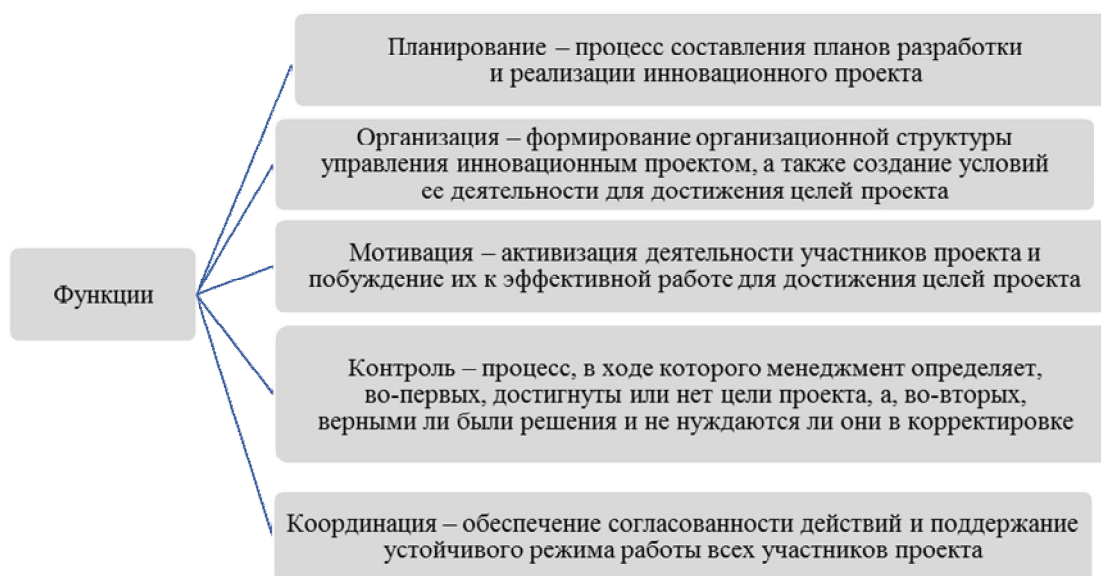 Функции
Планирование – процесс составления планов разработки
и реализации инновационного проекта
Организация – формирование организационной структуры
управления инновационным проектом, а также создание условий
ее деятельности для достижения целей проекта
Мотивация – активизация деятельности участников проекта и
побуждение их к эффективной работе для достижения целей проекта
Контроль – процесс, в ходе которого менеджмент определяет,
во-первых, достигнуты или нет цели проекта, а, во-вторых,
верными ли были решения и не нуждаются ли они в корректировке
Координация – обеспечение согласованности действий и поддержание
устойчивого режима работы всех участников проекта